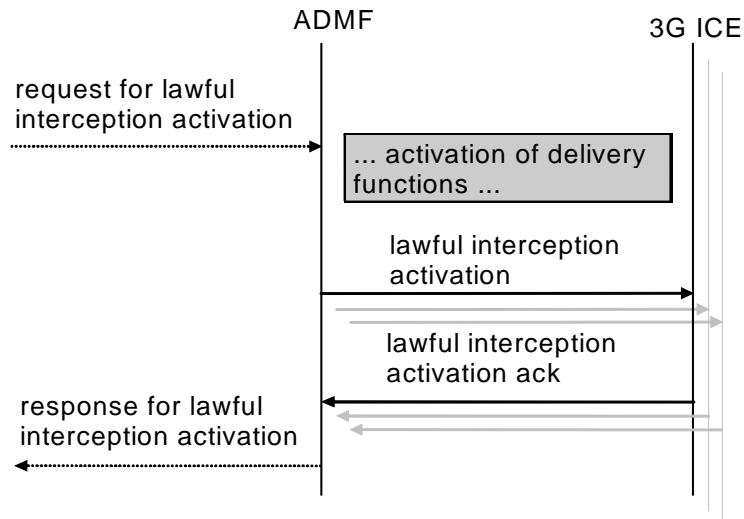 ADMF
3G ICE
request for lawful
interception activation
... activation of delivery
functions ...
lawful interception
activation
lawful interception
activation ack
response for lawful
interception activation